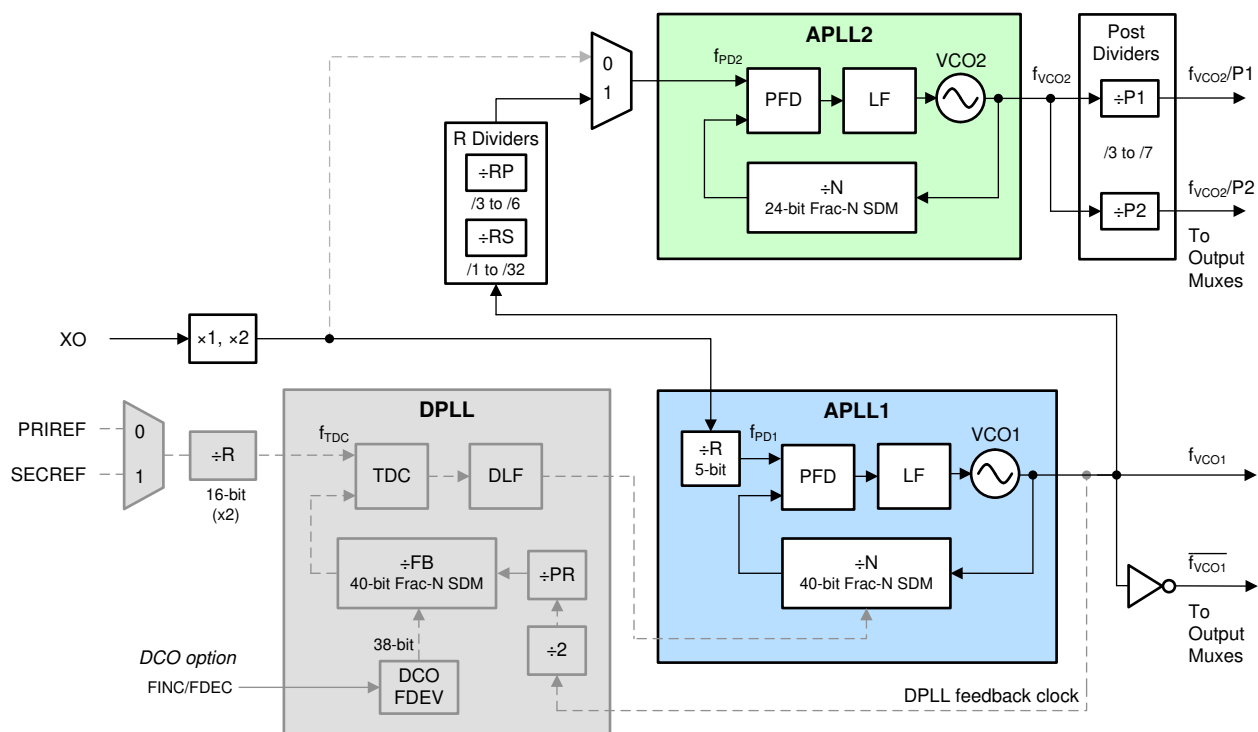 APLL2
Post
Dividers
0
1
fPD2
VCO2
fVCO2
PFD
LF
÷P1
fVCO2/P1
R Dividers
÷RP
/3 to /6
÷RS
/1 to /32
÷N
24-bit Frac-N SDM
/3 to /7
÷P2
fVCO2/P2
To
Output
Muxes
XO
×1, ×2
DPLL
APLL1
PRIREF
SECREF
0
1
÷R
16-bit
(x2)
fTDC
TDC
DLF
÷R
5-bit
fPD1
PFD
LF
VCO1
fVCO1
÷FB
40-bit Frac-N SDM
÷PR
÷2
÷N
40-bit Frac-N SDM
fVCO1
To
Output
Muxes
38-bit
DCO option
FINC/FDEC
DCO
FDEV
DPLL feedback clock